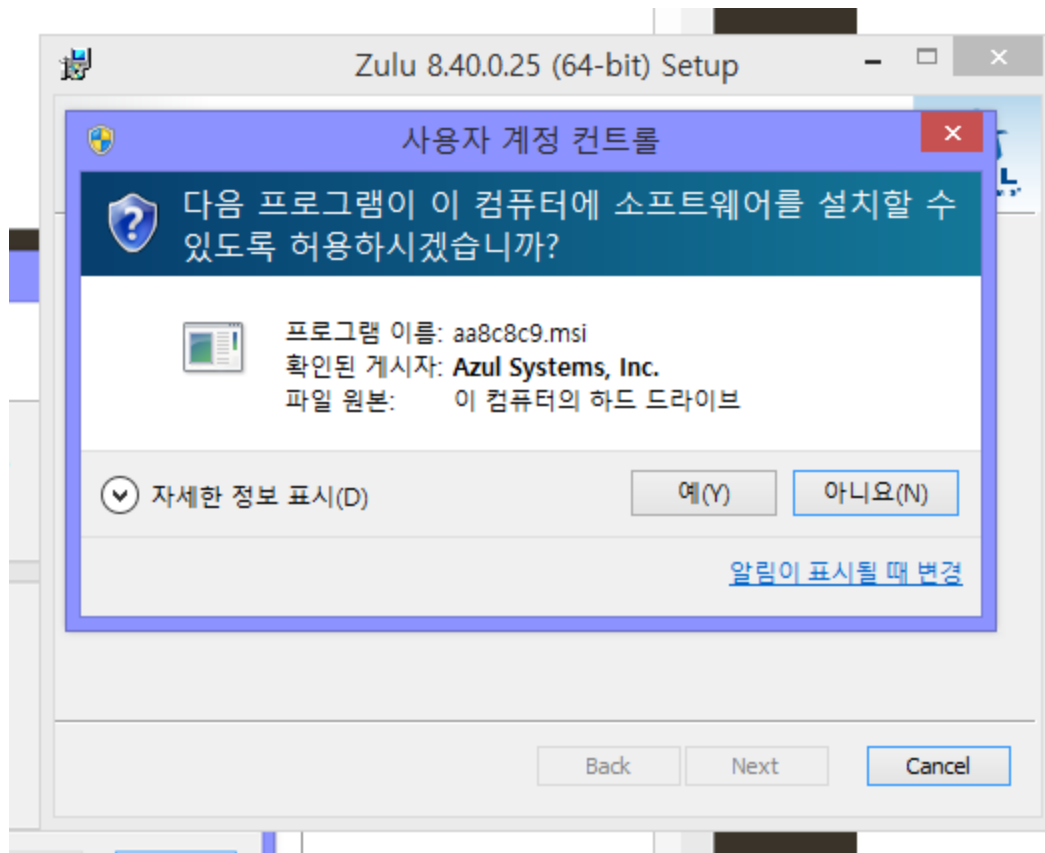 Zulu 8.40.0.25 (64-bit) Setup
사용자 계정 컨트롤
다음 프로그램이 이 컴퓨터에 소프트웨어를 설치할 수
있도록 허용하시겠습니까?
프로그램 이름: aa8c8c9.msi
확인된 게시자: Azul Systems, Inc.
파일 원본: 이 컴퓨터의 하드 드라이브
자세한 정보 표시(D)
예(Y)
아니요(N)
알림이 표시될 때 변경
Back
Next
Cancel